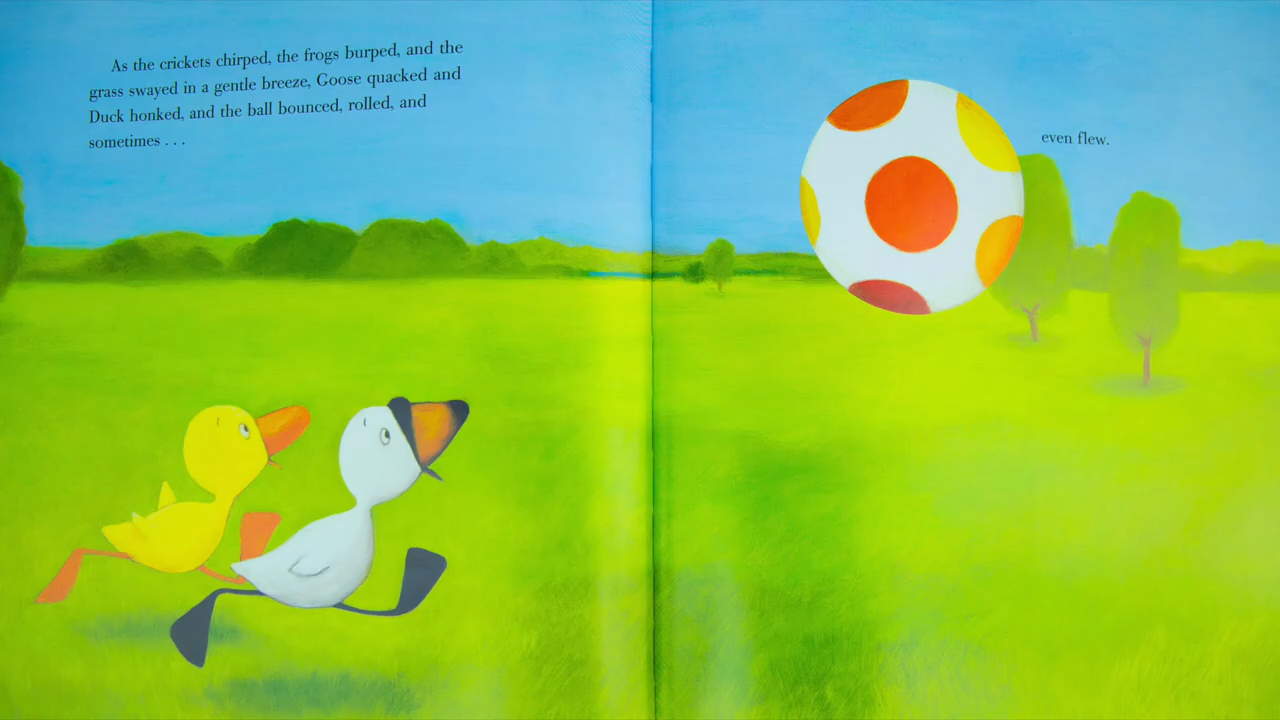 As the crickets chirped, the frogs burped, and the
grass swayed in a gentle breeze, Goose quacked and
Duck honked, and the ball bounced, rolled, and
sometimes . . .
even flew.